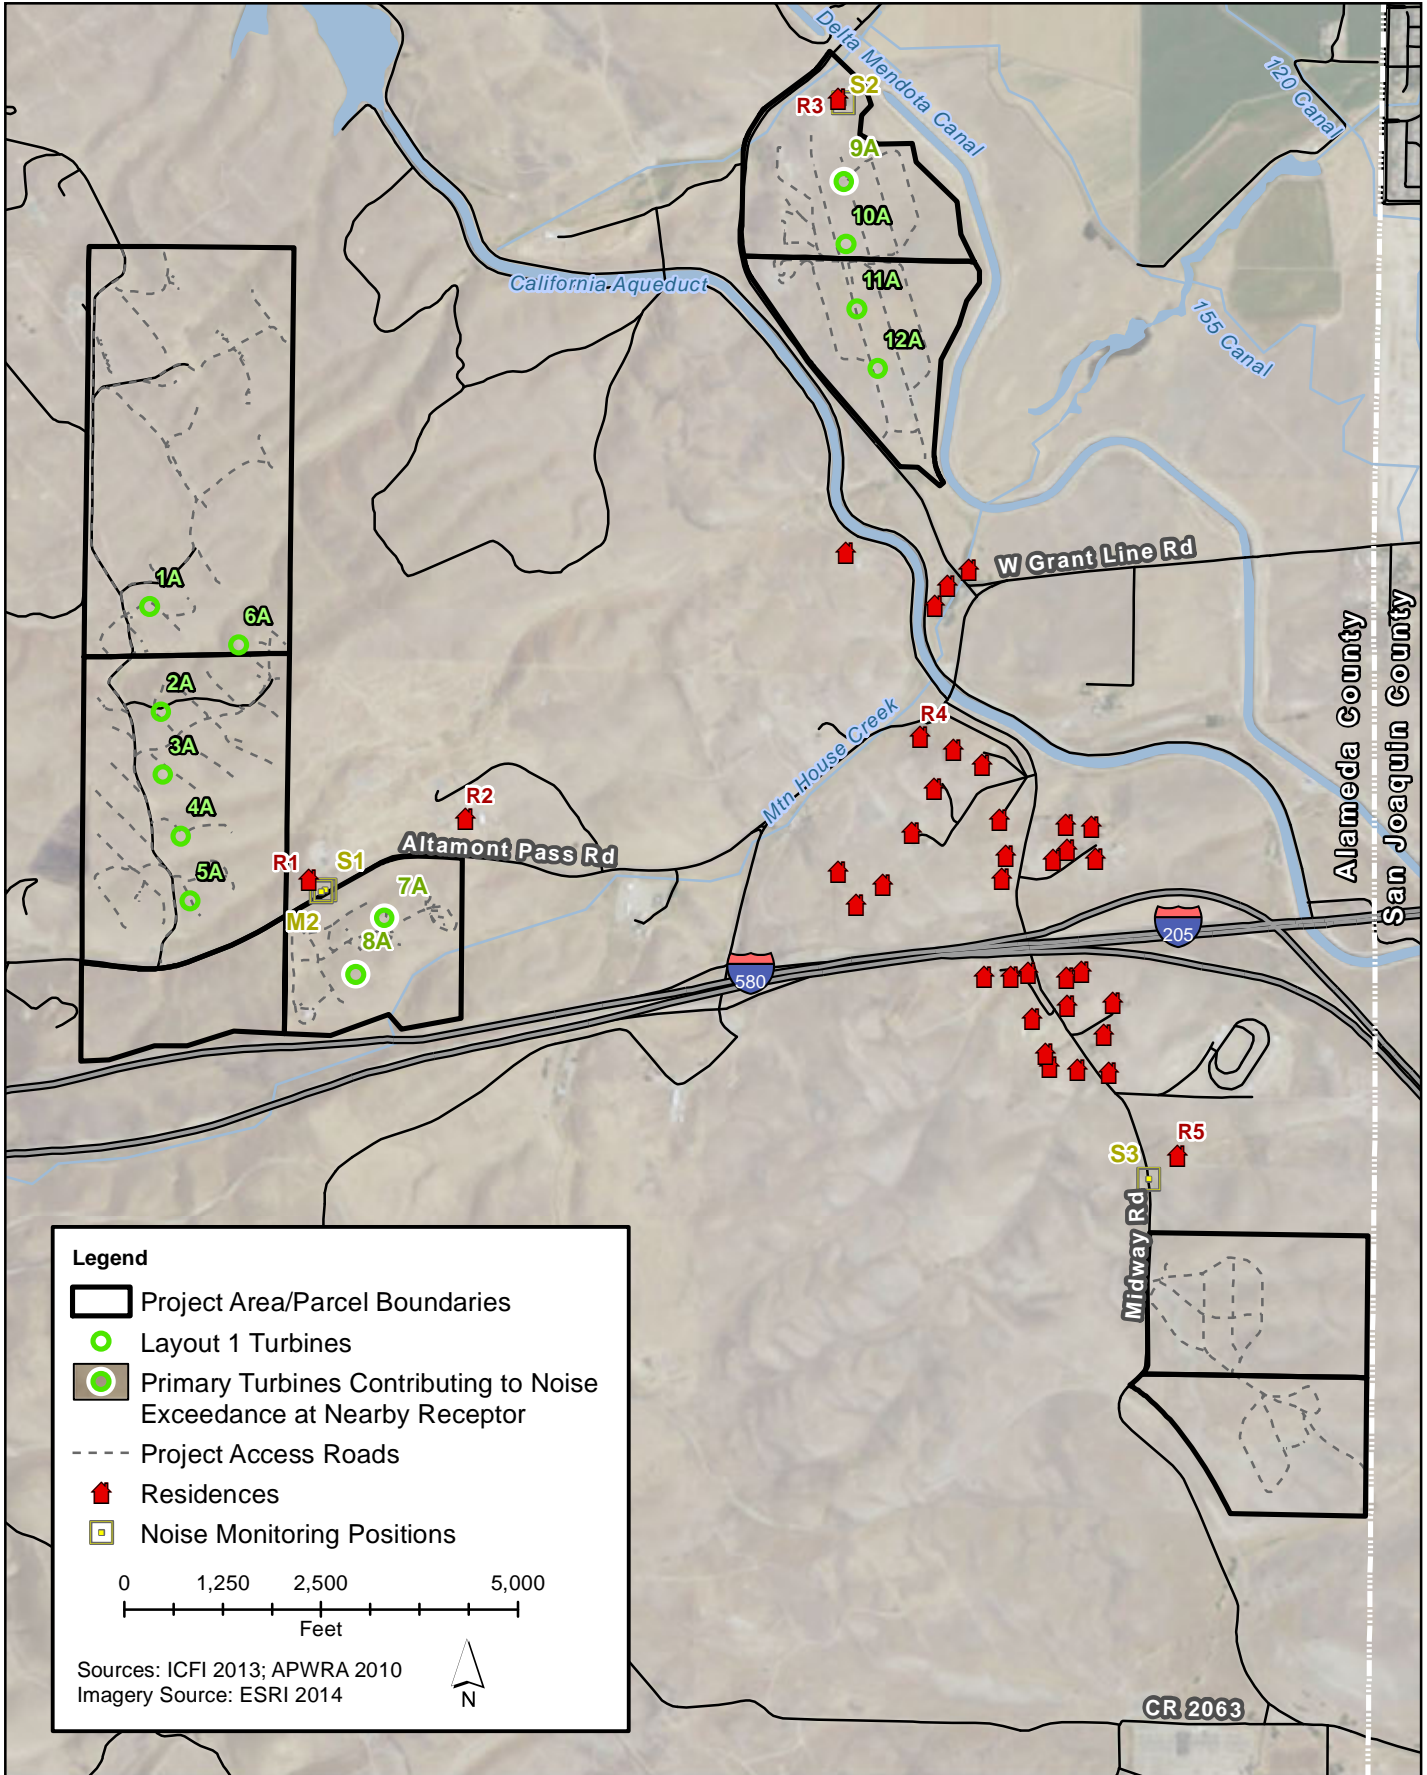 Delta Mendota Canal
S2
R3
120 Canal
9A
10A
California Aqueduct
11A
155 Canal
12A
W Grant Line Rd
1A
6A
Alameda County
San Joaquin County
2A
R4
3A
Mtn House Creek
R2
4A
Altamont Pass Rd
R1
S1
5A
7A
M2
8A
205
580
R5
S3
Midway Rd
Legend
Project Area/Parcel Boundaries
Layout 1 Turbines
Primary Turbines Contributing to Noise
Exceedance at Nearby Receptor
Project Access Roads
Residences
Noise Monitoring Positions
0 1,250 2,500 5,000
Feet
Sources: ICFI 2013; APWRA 2010
Imagery Source: ESRI 2014
N
CR 2063